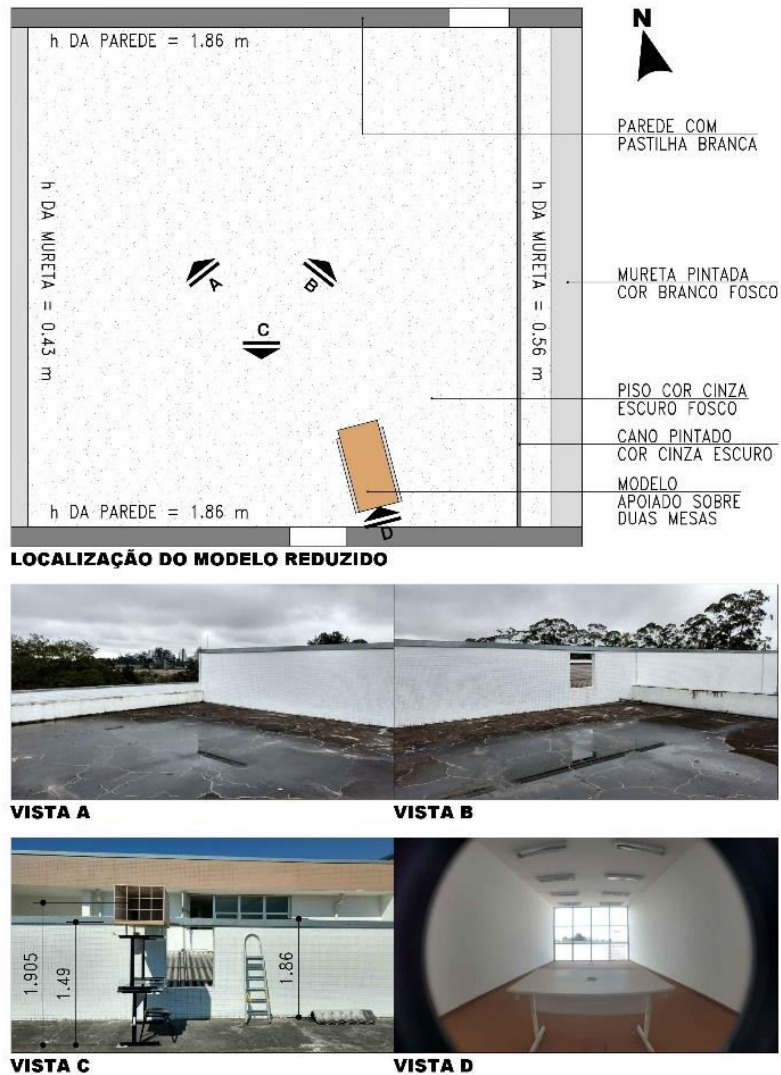 h DA PAREDE = 1.86 m
N
PAREDE COM
PASTILHA BRANCA
h DA MURETA = 0.43 m
h DA MURETA = 0.56 m
A
B
C
MURETA PINTADA
COR BRANCO FOSCO
PISO COR CINZA
ESCURO FOSCO
CANO PINTADO
COR CINZA ESCURO
MODELO
APOIADO SOBRE
DUAS MESAS
h DA PAREDE = 1.86 m
D
LOCALIZAÇÃO DO MODELO REDUZIDO
VISTA A
VISTA B
1.905
1.49
1.86
VISTA C
VISTA D